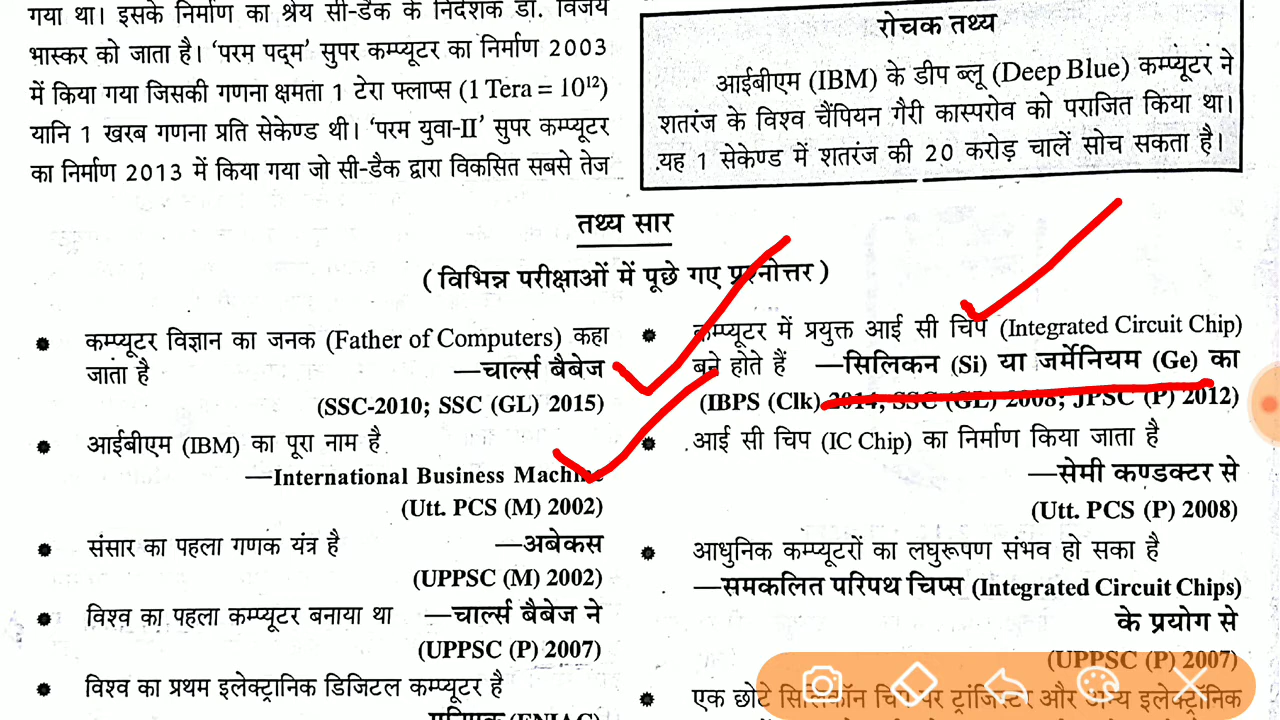 गया था। इसके निर्माण का श्रेय सी-डैक के निदेशक डॉ. विजय
भास्कर को जाता है। ‘परम पद्म’ सुपर कम्प्यूटर का निर्माण 2003
में किया गया जिसकी गणना क्षमता 1 टेरा फ्लाप्स (1 Tera = 10¹²)
यानि 1 खरब गणना प्रति सेकेण्ड थी। ‘परम युवा-II’ सुपर कम्प्यूटर
का निर्माण 2013 में किया गया जो सी-डैक द्वारा विकसित सबसे तेज
रोचक तथ्य
आईबीएम (IBM) के डीप ब्लू (Deep Blue) कम्प्यूटर ने
शतरंज के विश्व चैंपियन गैरी कास्परोव को पराजित किया था।
यह 1 सेकेण्ड में शतरंज की 20 करोड़ चालें सोच सकता है।
तथ्य सार
(विभिन्न परीक्षाओं में पूछे गए प्रश्नोत्तर)
कम्प्यूटर विज्ञान का जनक (Father of Computers) कहा
जाता है —चार्ल्स बैबेज
(SSC-2010; SSC (GL) 2015)
आईबीएम (IBM) का पूरा नाम है
—International Business Machine
(Utt. PCS (M) 2002)
संसार का पहला गणक यंत्र है —अबेकस
(UPPSC (M) 2002)
विश्व का पहला कम्प्यूटर बनाया था —चार्ल्स बैबेज ने
(UPPSC (P) 2007)
विश्व का प्रथम इलेक्ट्रानिक डिजिटल कम्प्यूटर है
(ENIAC)
कम्प्यूटर में प्रयुक्त आई सी चिप (Integrated Circuit Chip)
बने होते हैं —सिलिकन (Si) या जर्मेनियम (Ge) का
(IBPS (Clk) 2014; SSC (GL) 2008; JPSC (P) 2012)
आई सी चिप (IC Chip) का निर्माण किया जाता है
—सेमी कण्डक्टर से
(Utt. PCS (P) 2008)
आधुनिक कम्प्यूटरों का लघुरूपण संभव हो सका है
—समकलित परिपथ चिप्स (Integrated Circuit Chips)
के प्रयोग से
(UPPSC (P) 2007)
एक छोटे सिलिकॉन चिप पर ट्रांजिस्टर और अन्य इलेक्ट्रॉनिक